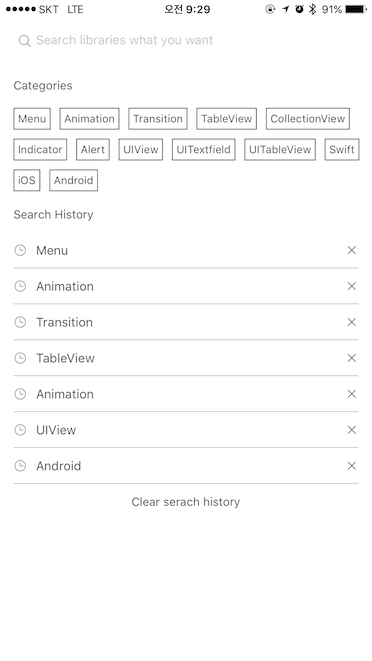 SKT LTE 오전 9:29 91%
Search libraries what you want
Categories
Menu Animation Transition TableView CollectionView
Indicator Alert UIView UITextfield UITableView Swift
iOS Android
Search History
Menu
Animation
Transition
TableView
Animation
UIView
Android
Clear serach history